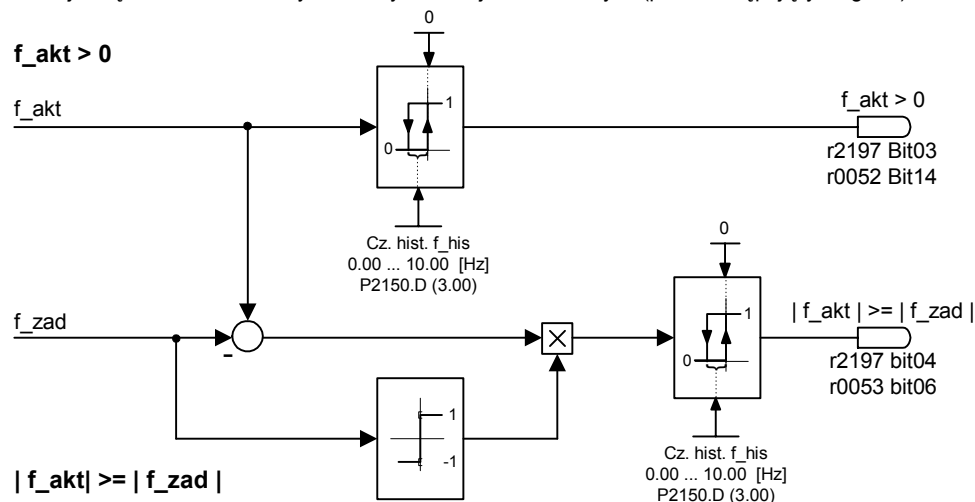 0
f_akt > 0
f_akt
1
0
f_akt > 0
r2197 Bit03
r0052 Bit14
Cz. hist. f_his
0.00 ... 10.00 [Hz]
P2150.D (3.00)
0
f_zad
-
1
0
| f_akt | >= | f_zad |
r2197 bit04
r0053 bit06
1
-1
Cz. hist. f_his
0.00 ... 10.00 [Hz]
P2150.D (3.00)
| f_akt| >= | f_zad |